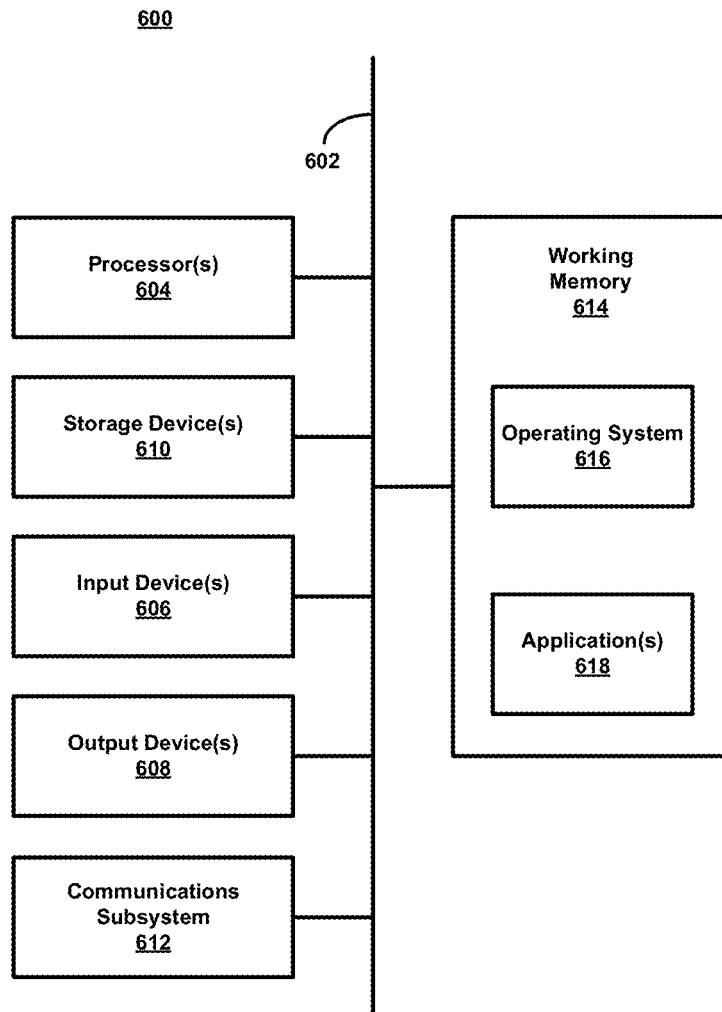 600
602
Processor(s)
604
Storage Device(s)
610
Input Device(s)
606
Output Device(s)
608
Communications
Subsystem
612
Working
Memory
614
Operating System
616
Application(s)
618